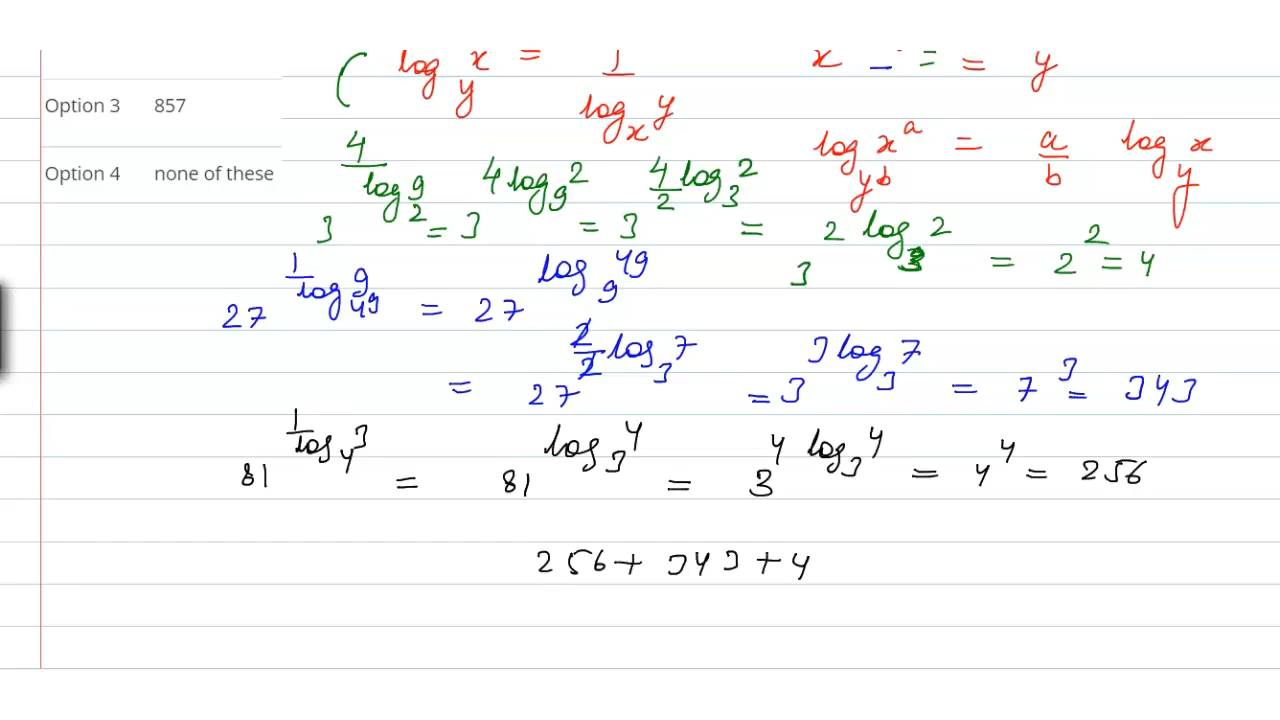 ( log_y x = 1/log_x y    x = = y
Option 3 857
log_{y^b} x^a = a/b log_y x
Option 4 none of these
3^{4/log_2 9} = 3^{4 log_9 2} = 3^{4/2 log_3 2} = 3^{2 log_3 2} = 2^2 = 4
27^{1/log_49 9} = 27^{log_9 49}
= 27^{2/2 log_3 7} = 3^{3 log_3 7} = 7^3 = 343
81^{1/log_4 3} = 81^{log_3 4} = 3^{4 log_3 4} = 4^4 = 256
256 + 343 + 4